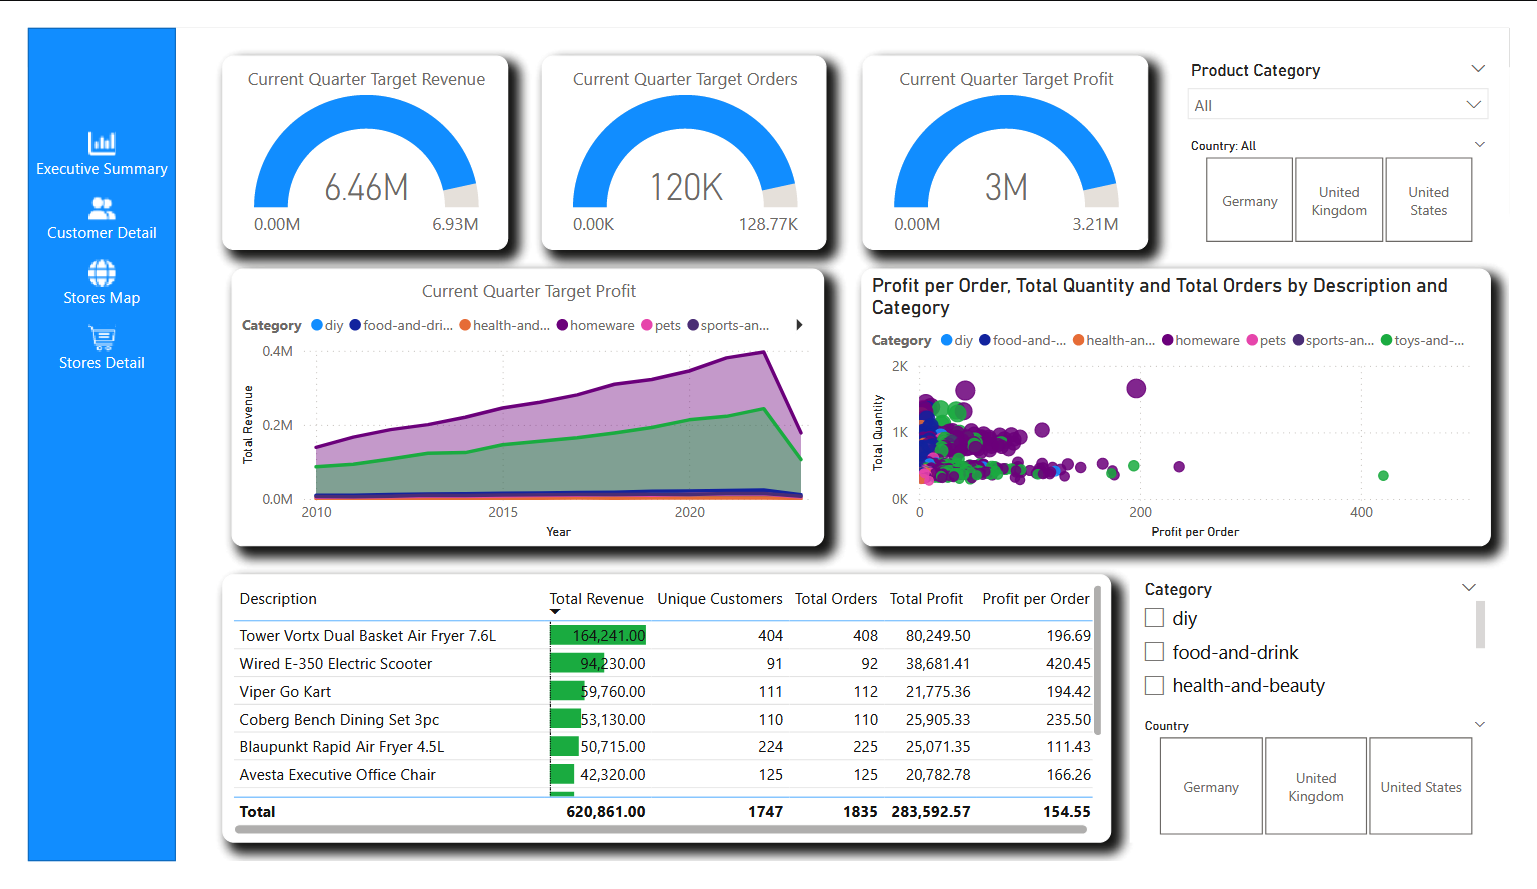 Executive Summary
Customer Detail
Stores Map
Stores Detail
Current Quarter Target Revenue
6.46M
0.00M 6.93M
Current Quarter Target Orders
120K
0.00K 128.77K
Current Quarter Target Profit
3M
0.00M 3.21M
Product Category
All
Country: All
Germany
United
Kingdom
United
States
Current Quarter Target Profit
Category diy food-and-dri... health-and... homeware pets sports-an...
Total Revenue
0.4M
0.2M
0.0M
2010 2015 2020
Year
Profit per Order, Total Quantity and Total Orders by Description and
Category
Category diy food-and-... health-an... homeware pets sports-an... toys-and-...
Total Quantity
2K
1K
0K
0 200 400
Profit per Order
Description Total Revenue Unique Customers Total Orders Total Profit Profit per Order
Tower Vortx Dual Basket Air Fryer 7.6L 164,241.00 404 408 80,249.50 196.69
Wired E-350 Electric Scooter 94,230.00 91 92 38,681.41 420.45
Viper Go Kart 59,760.00 111 112 21,775.36 194.42
Coberg Bench Dining Set 3pc 53,130.00 110 110 25,905.33 235.50
Blaupunkt Rapid Air Fryer 4.5L 50,715.00 224 225 25,071.35 111.43
Avesta Executive Office Chair 42,320.00 125 125 20,782.78 166.26
Total 620,861.00 1747 1835 283,592.57 154.55
Category
diy
food-and-drink
health-and-beauty
Country
Germany
United
Kingdom
United States